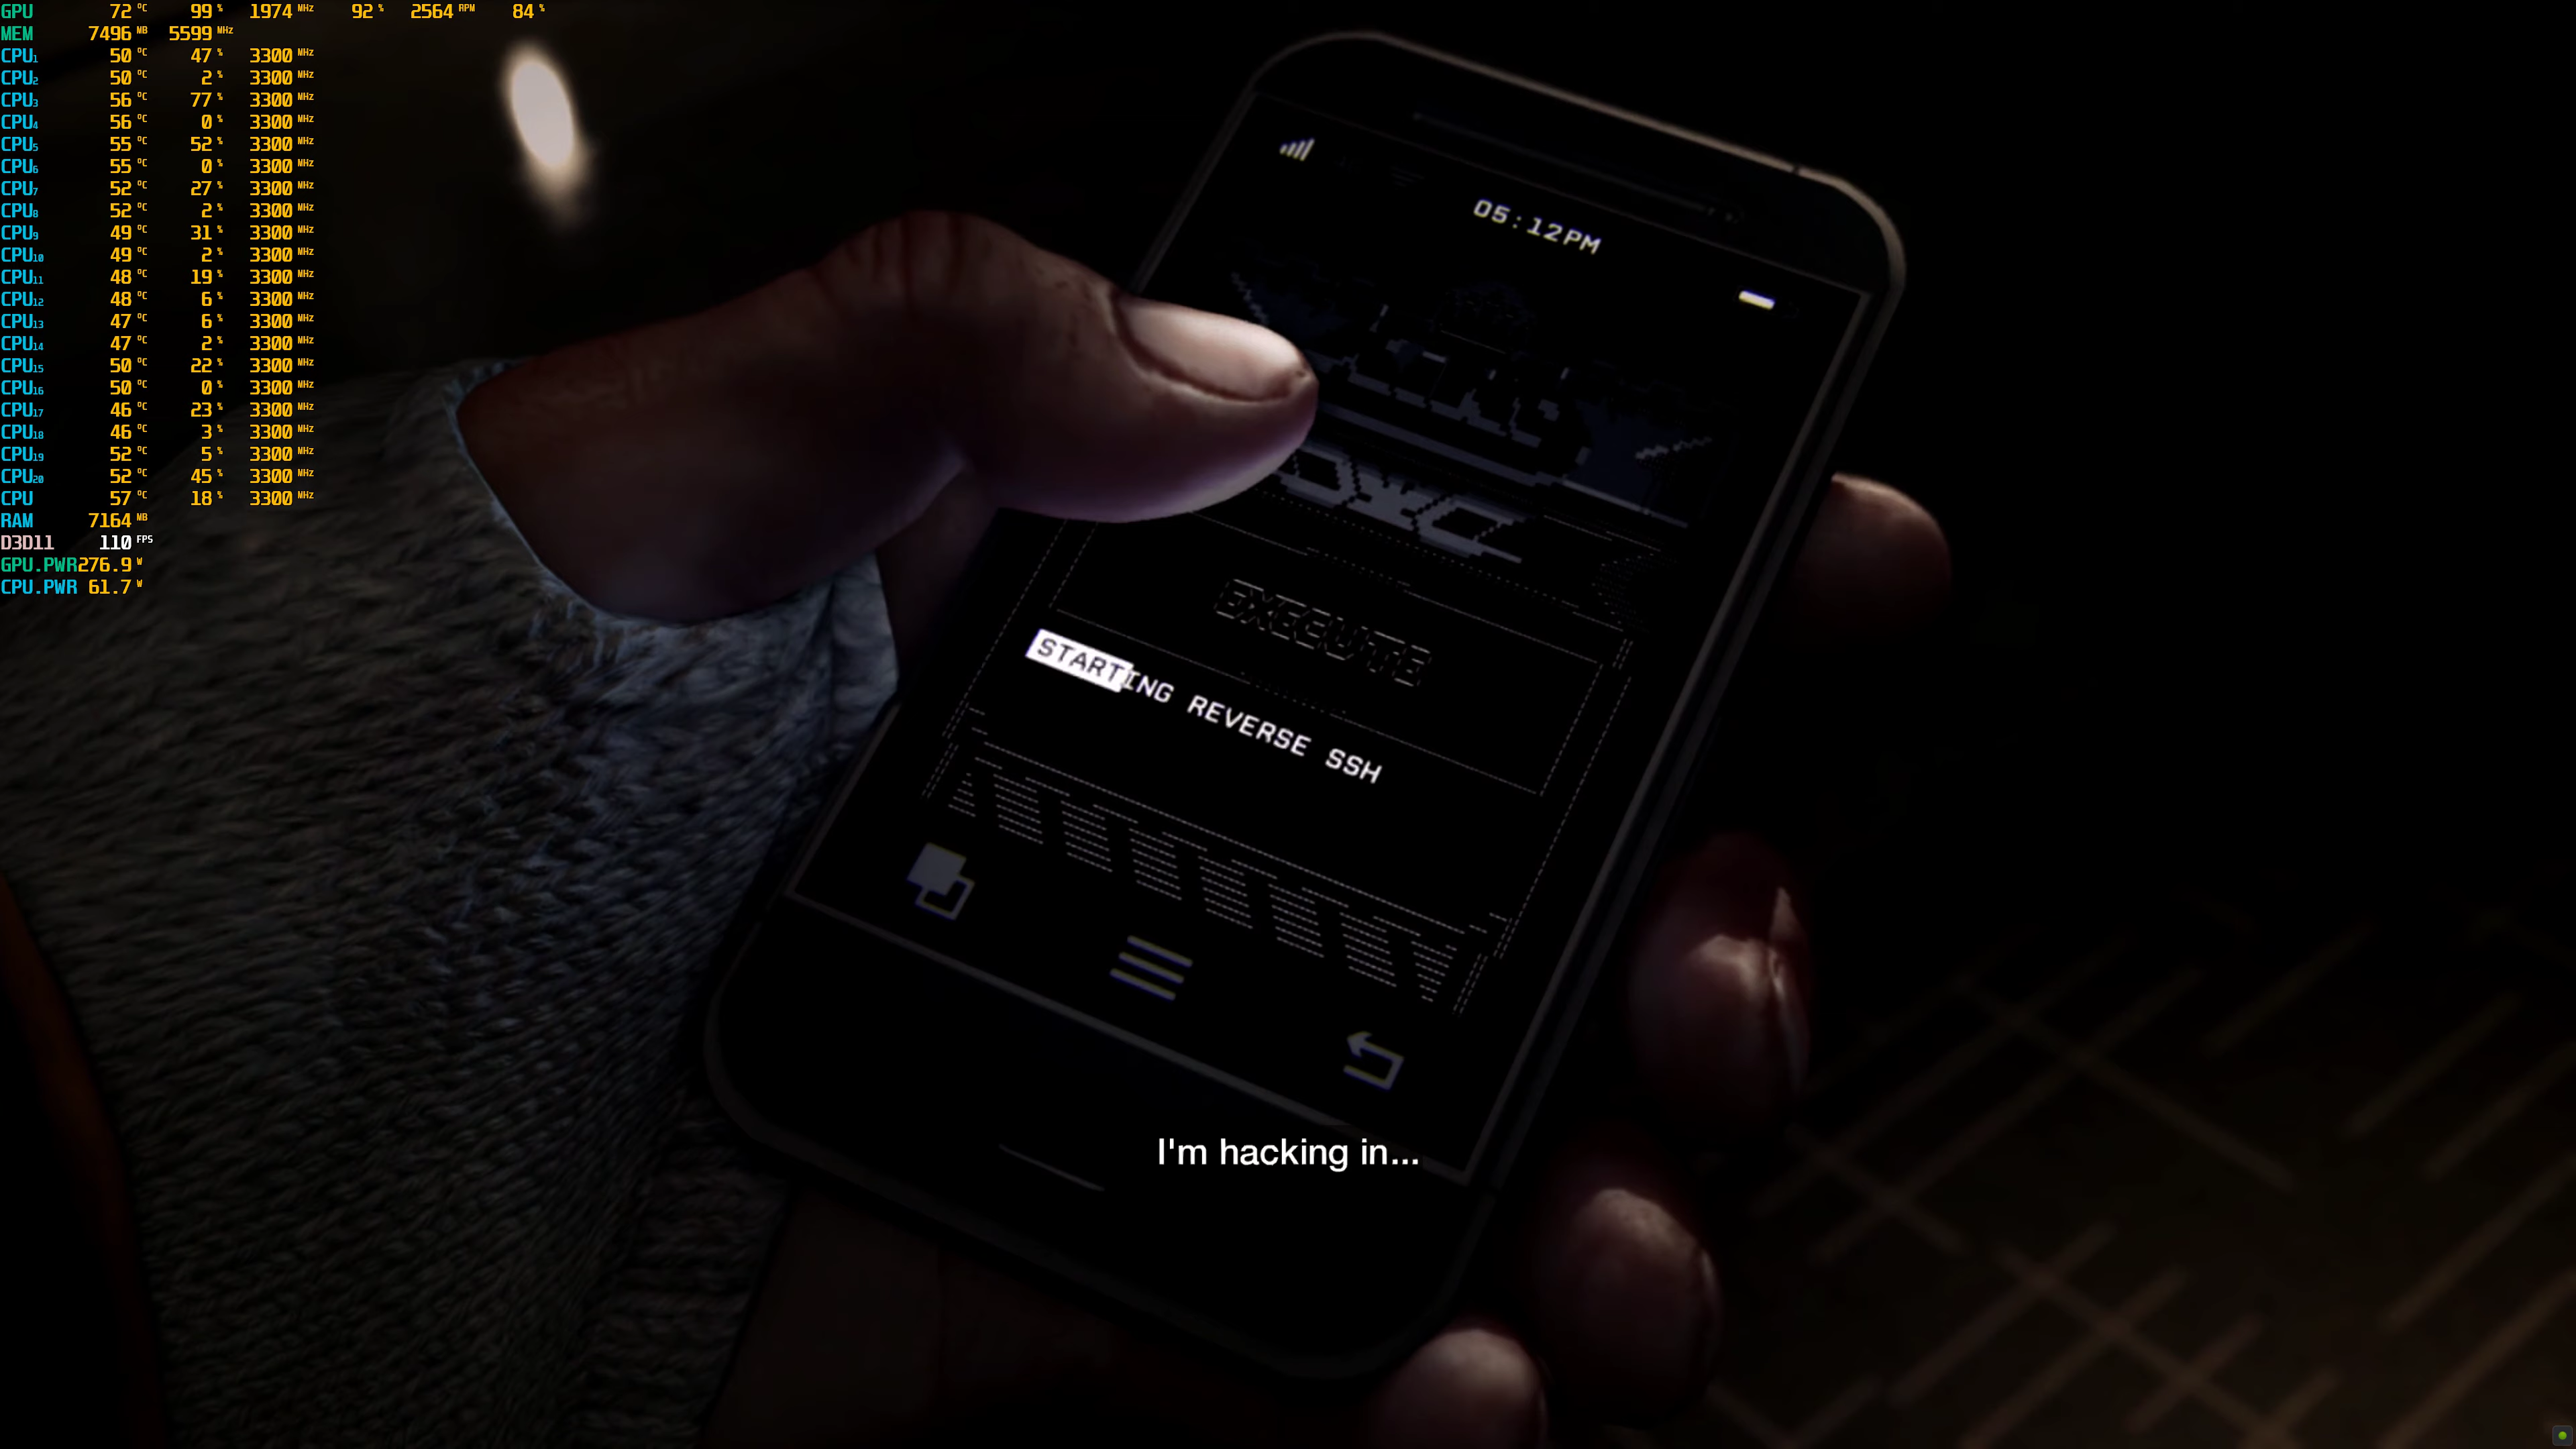 GPU 72 °C 99 % 1974 MHz 92 % 2564 RPM 84 %
MEM 7496 MB 5599 MHz
CPU1 50 °C 47 % 3300 MHz
CPU2 50 °C 2 % 3300 MHz
CPU3 56 °C 77 % 3300 MHz
CPU4 56 °C 0 % 3300 MHz
CPU5 55 °C 52 % 3300 MHz
CPU6 55 °C 0 % 3300 MHz
CPU7 52 °C 27 % 3300 MHz
CPU8 52 °C 2 % 3300 MHz
CPU9 49 °C 31 % 3300 MHz
CPU10 49 °C 2 % 3300 MHz
CPU11 48 °C 19 % 3300 MHz
CPU12 48 °C 6 % 3300 MHz
CPU13 47 °C 6 % 3300 MHz
CPU14 47 °C 2 % 3300 MHz
CPU15 50 °C 22 % 3300 MHz
CPU16 50 °C 0 % 3300 MHz
CPU17 46 °C 23 % 3300 MHz
CPU18 46 °C 3 % 3300 MHz
CPU19 52 °C 5 % 3300 MHz
CPU20 52 °C 45 % 3300 MHz
CPU 57 °C 18 % 3300 MHz
RAM 7164 MB
D3D11 110 FPS
GPU.PWR 276.9 W
CPU.PWR 61.7 W
05:12PM
EXECUTE
STARTING REVERSE SSH
I'm hacking in...